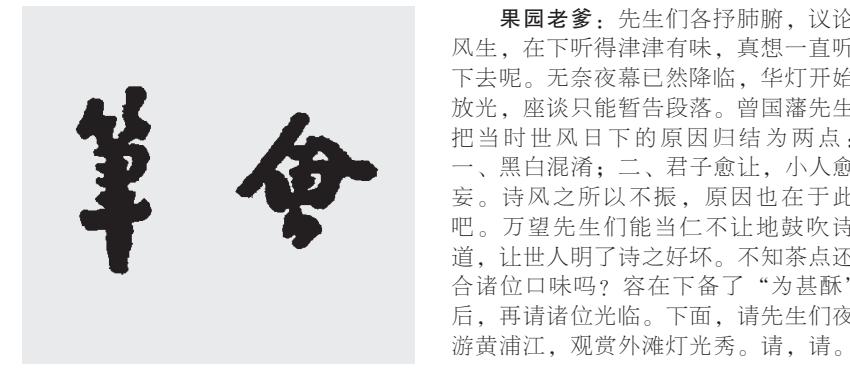 筆會
果园老爹：先生们各抒肺腑，议论
风生，在下听得津津有味，真想一直听
下去呢。无奈夜幕已然降临，华灯开始
放光，座谈只能暂告段落。曾国藩先生
把当时世风日下的原因归结为两点：
一、黑白混淆；二、君子愈让，小人愈
妄。诗风之所以不振，原因也在于此
吧。万望先生们能当仁不让地鼓吹诗
道，让世人明了诗之好坏。不知茶点还
合诸位口味吗？容在下备了“为甚酥”
后，再请诸位光临。下面，请先生们夜
游黄浦江，观赏外滩灯光秀。请，请。